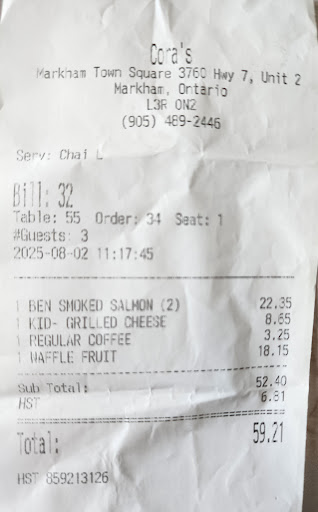 Cora's
Markham Town Square 3760 Hwy 7, Unit 2
Markham, Ontario
L3R 0N2
(905) 489-2446
Serv: Chai L
Bill: 32
Table: 55 Order: 34 Seat: 1
#Guests: 3
2025-08-02 11:17:45
1 BEN SMOKED SALMON (2) 22.35
1 KID- GRILLED CHEESE 8.65
1 REGULAR COFFEE 3.25
1 WAFFLE FRUIT 18.15
Sub Total: 52.40
HST 6.81
Total: 59.21
HST 859213126